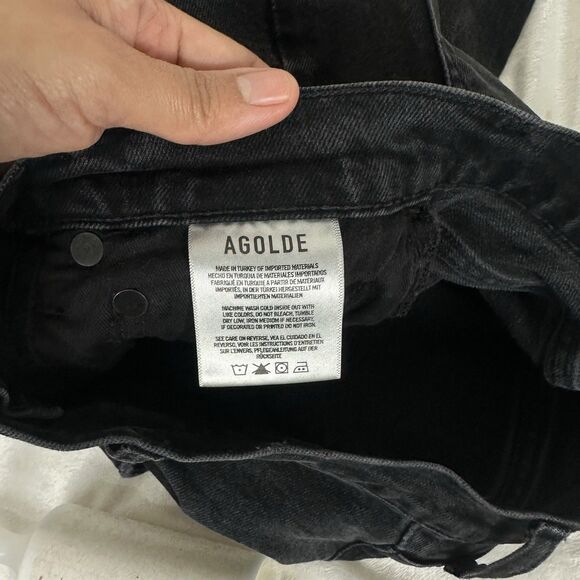 AGOLDE
MADE IN TURKEY OF IMPORTED MATERIALS
HECHO EN TURQUIA DE MATERIALES IMPORTADOS
FABRIQUÉ EN TURQUIE À PARTIR DE MATIÈRES
IMPORTÉS, IN DER TÜRKEI HERGESTELLT MIT
IMPORTIERTEN MATERIALIEN
MACHINE WASH COLD INSIDE OUT WITH
LIKE COLORS, DO NOT BLEACH, TUMBLE
DRY LOW, IRON MEDIUM IF NECESSARY,
IF DECORATED OR PRINTED DO NOT IRON.
SEE CARE ON REVERSE, VEA EL CUIDADO EN EL
REVERSO, VOIR LES INSTRUCTIONS D'ENTRETIEN
SUR L'ENVERS, PFLEGEANLEITUNG AUF DER
RÜCKSEITE